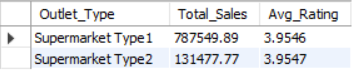 Outlet_Type Total_Sales Avg_Rating
Supermarket Type1 787549.89 3.9546
Supermarket Type2 131477.77 3.9547